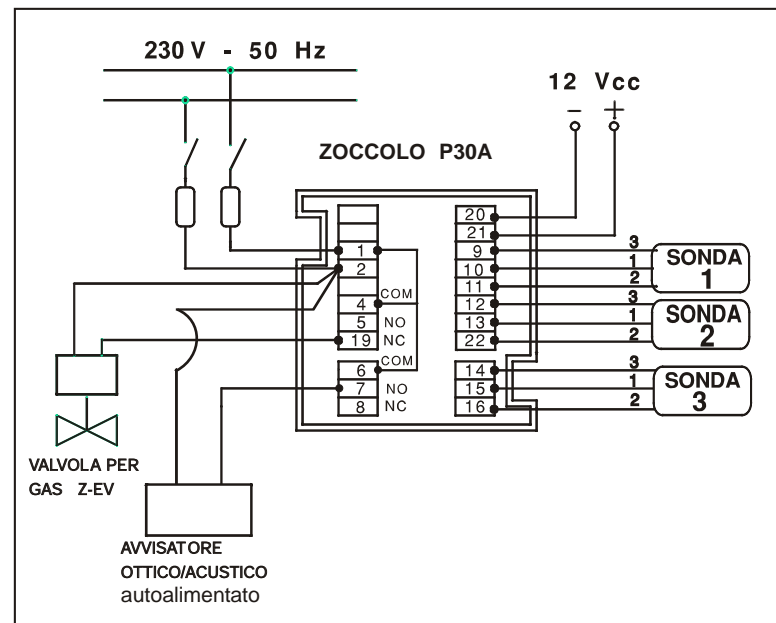 230 V - 50 Hz
12 Vcc
- +
ZOCCOLO P30A
1
2
4 COM
5 NO
19 NC
6 COM
7 NO
8 NC
20
21
9
10
11
12
13
22
14
15
16
3
1
2
SONDA
1
3
1
2
SONDA
2
3
1
2
SONDA
3
VALVOLA PER
GAS Z-EV
AVVISATORE
OTTICO/ACUSTICO
autoalimentato